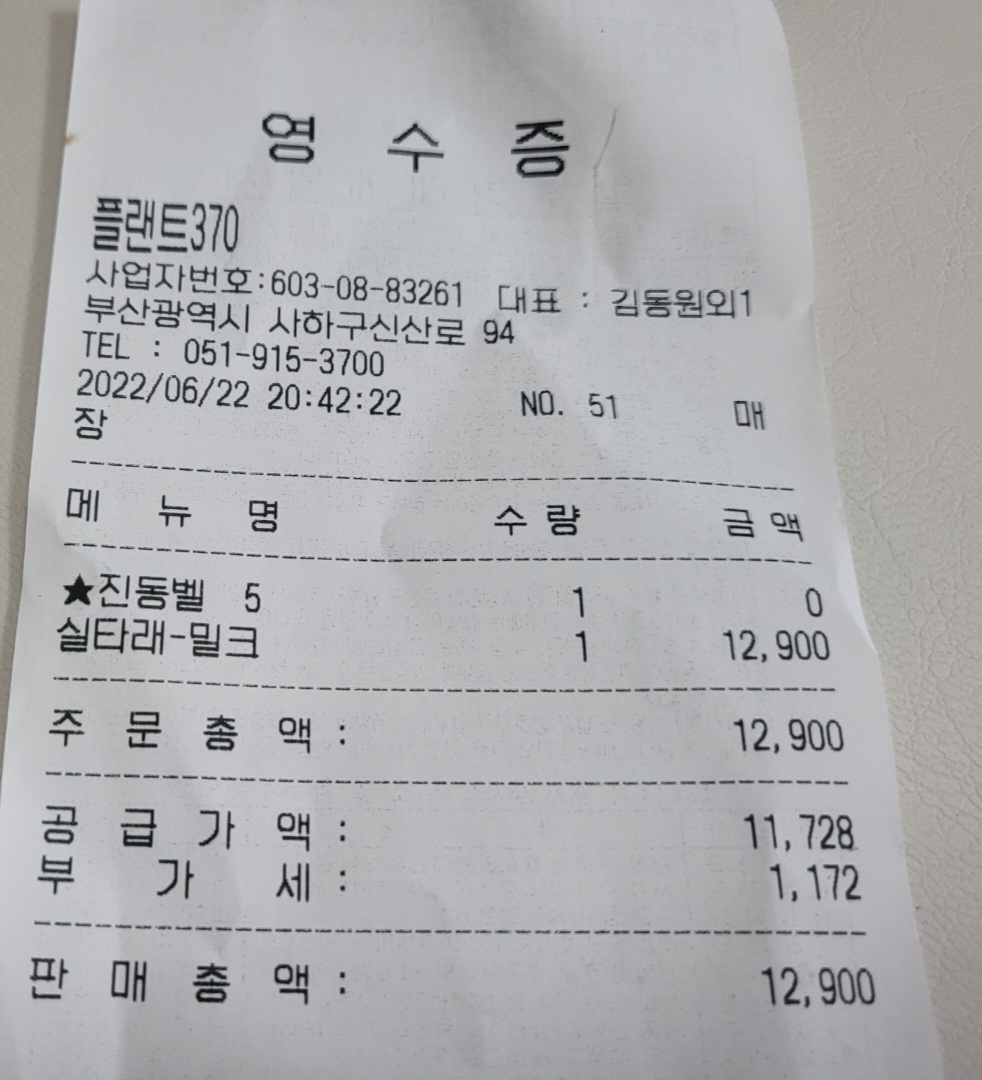 영 수 증
플랜트370
사업자번호:603-08-83261 대표 : 김동원외1
부산광역시 사하구신산로 94
TEL : 051-915-3700
2022/06/22 20:42:22 NO. 51 매
장
메 뉴 명 수 량 금 액
★진동벨 5 1 0
실타래-밀크 1 12,900
주 문 총 액 : 12,900
공 급 가 액 : 11,728
부 가 세 : 1,172
판 매 총 액 : 12,900